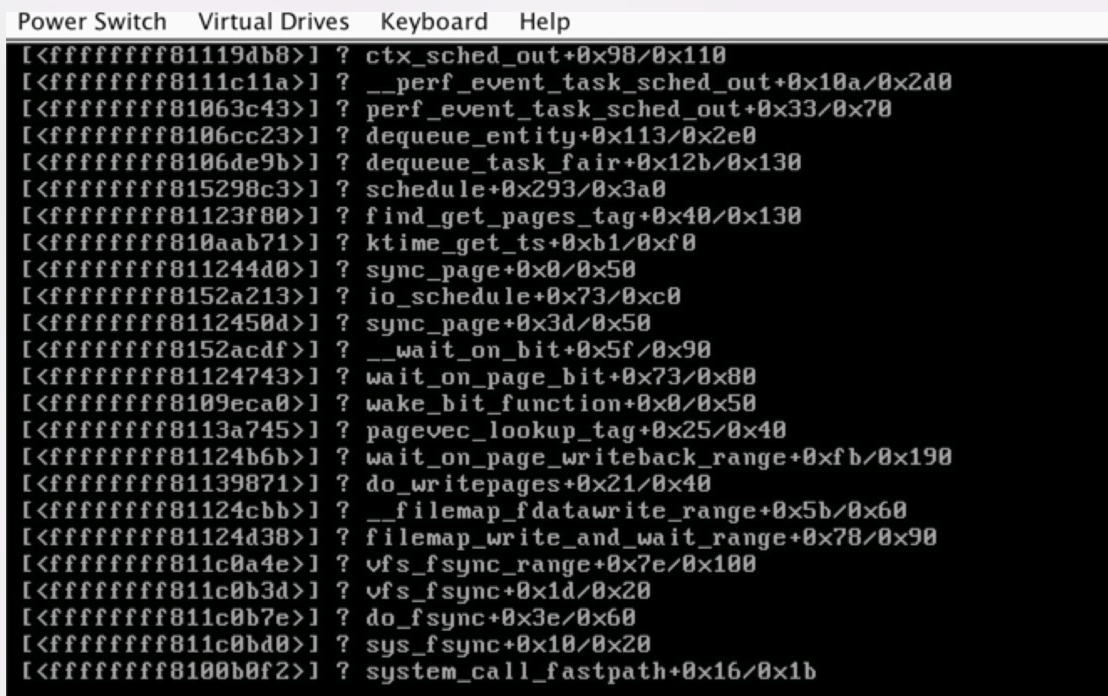 Power Switch Virtual Drives Keyboard Help
[<ffffffff81119db8>] ? ctx_sched_out+0x98/0x110
[<ffffffff8111c11a>] ? __perf_event_task_sched_out+0x10a/0x2d0
[<ffffffff81063c43>] ? perf_event_task_sched_out+0x33/0x70
[<ffffffff8106cc23>] ? dequeue_entity+0x113/0x2e0
[<ffffffff8106de9b>] ? dequeue_task_fair+0x12b/0x130
[<ffffffff815298c3>] ? schedule+0x293/0x3a0
[<ffffffff81123f80>] ? find_get_pages_tag+0x40/0x130
[<ffffffff810aab71>] ? ktime_get_ts+0xb1/0xf0
[<ffffffff811244d0>] ? sync_page+0x0/0x50
[<ffffffff8152a213>] ? io_schedule+0x73/0xc0
[<ffffffff8112450d>] ? sync_page+0x3d/0x50
[<ffffffff8152acdf>] ? __wait_on_bit+0x5f/0x90
[<ffffffff81124743>] ? wait_on_page_bit+0x73/0x80
[<ffffffff8109eca0>] ? wake_bit_function+0x0/0x50
[<ffffffff8113a745>] ? pagevec_lookup_tag+0x25/0x40
[<ffffffff81124b6b>] ? wait_on_page_writeback_range+0xfb/0x190
[<ffffffff81139871>] ? do_writepages+0x21/0x40
[<ffffffff81124cbb>] ? __filemap_fdatawrite_range+0x5b/0x60
[<ffffffff81124d38>] ? filemap_write_and_wait_range+0x78/0x90
[<ffffffff811c0a4e>] ? vfs_fsync_range+0x7e/0x100
[<ffffffff811c0b3d>] ? vfs_fsync+0x1d/0x20
[<ffffffff811c0b7e>] ? do_fsync+0x3e/0x60
[<ffffffff811c0bd0>] ? sys_fsync+0x10/0x20
[<ffffffff8100b0f2>] ? system_call_fastpath+0x16/0x1b